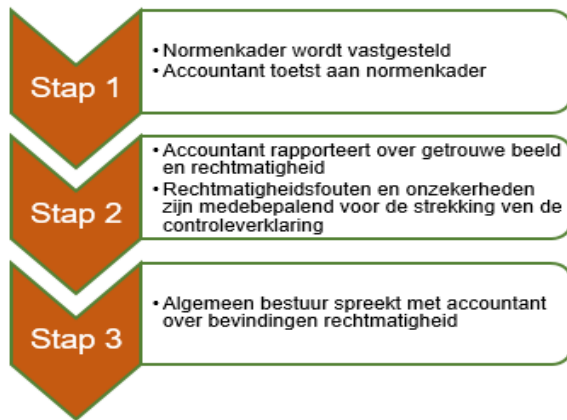 Stap 1
• Normenkader wordt vastgesteld
• Accountant toetst aan normenkader
Stap 2
• Accountant rapporteert over getrouwe beeld
en rechtmatigheid
• Rechtmatigheidsfouten en onzekerheden
zijn medebepalend voor de strekking ven de
controleverklaring
Stap 3
• Algemeen bestuur spreekt met accountant
over bevindingen rechtmatigheid